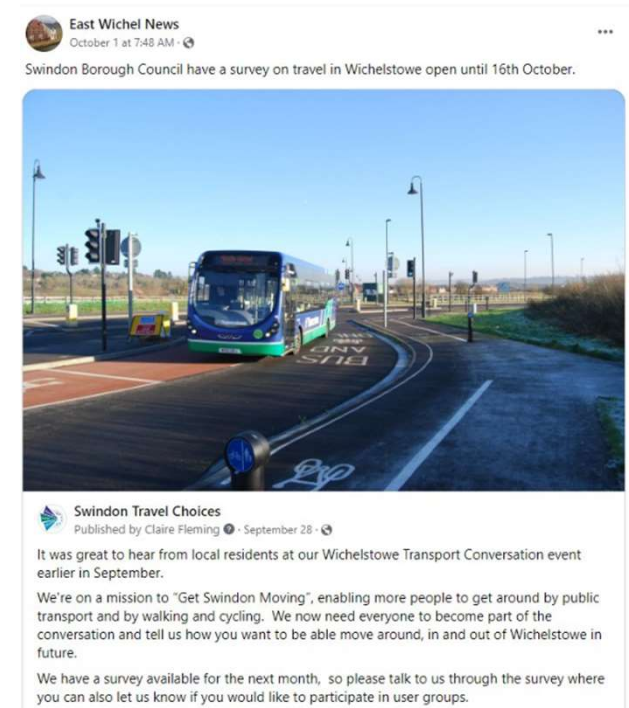 East Wichel News
October 1 at 7:48 AM ·
Swindon Borough Council have a survey on travel in Wichelstowe open until 16th October.
BUS
AND
Swindon Travel Choices
Published by Claire Fleming · September 28 ·
It was great to hear from local residents at our Wichelstowe Transport Conversation event
earlier in September.
We're on a mission to "Get Swindon Moving", enabling more people to get around by public
transport and by walking and cycling. We now need everyone to become part of the
conversation and tell us how you want to be able move around, in and out of Wichelstowe in
future.
We have a survey available for the next month, so please talk to us through the survey where
you can also let us know if you would like to participate in user groups.